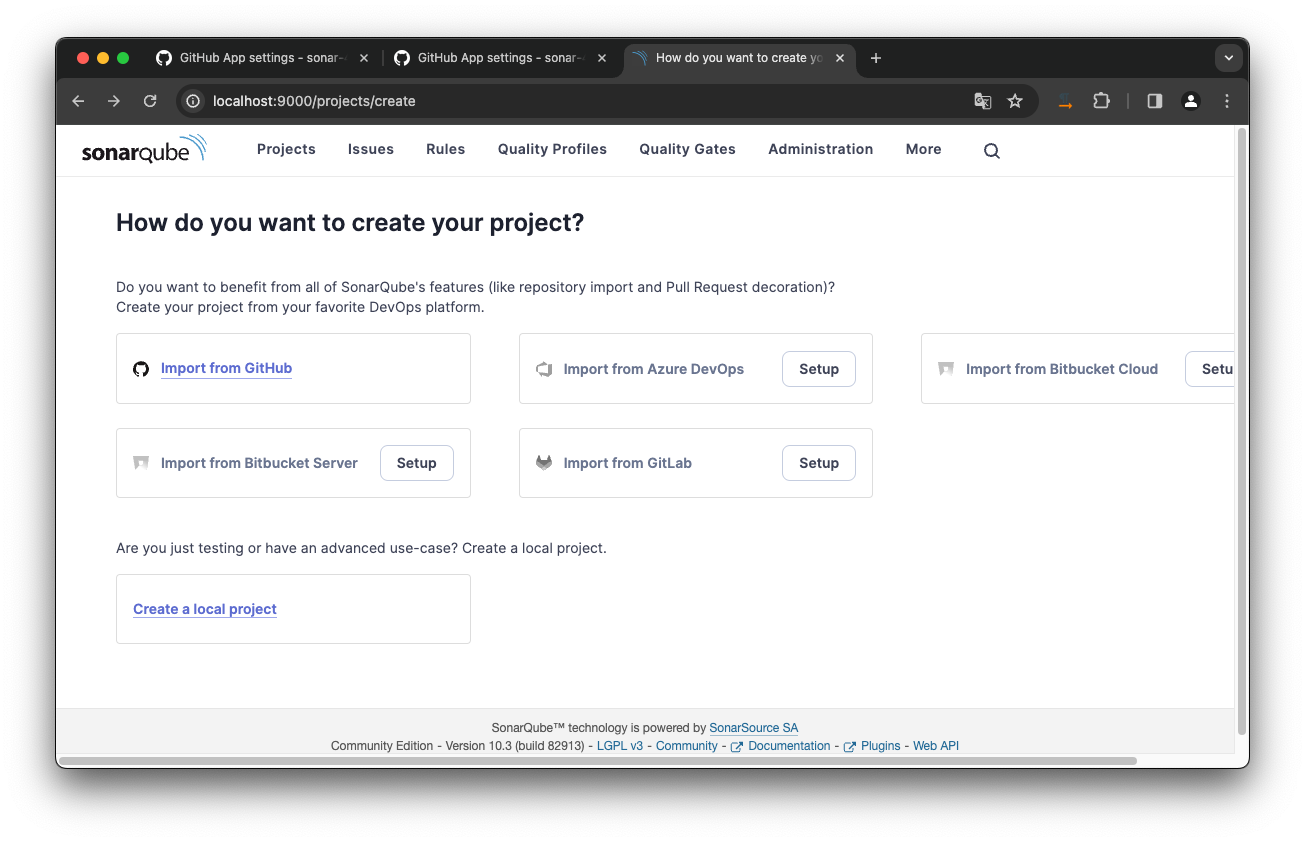 GitHub App settings - sonar-
GitHub App settings - sonar-
How do you want to create yo
localhost:9000/projects/create
sonarqube
Projects
Issues
Rules
Quality Profiles
Quality Gates
Administration
More
How do you want to create your project?
Do you want to benefit from all of SonarQube's features (like repository import and Pull Request decoration)?
Create your project from your favorite DevOps platform.
Import from GitHub
Import from Azure DevOps
Setup
Import from Bitbucket Cloud
Setu
Import from Bitbucket Server
Setup
Import from GitLab
Setup
Are you just testing or have an advanced use-case? Create a local project.
Create a local project
SonarQube™ technology is powered by SonarSource SA
Community Edition - Version 10.3 (build 82913) - LGPL v3 - Community - Documentation - Plugins - Web API